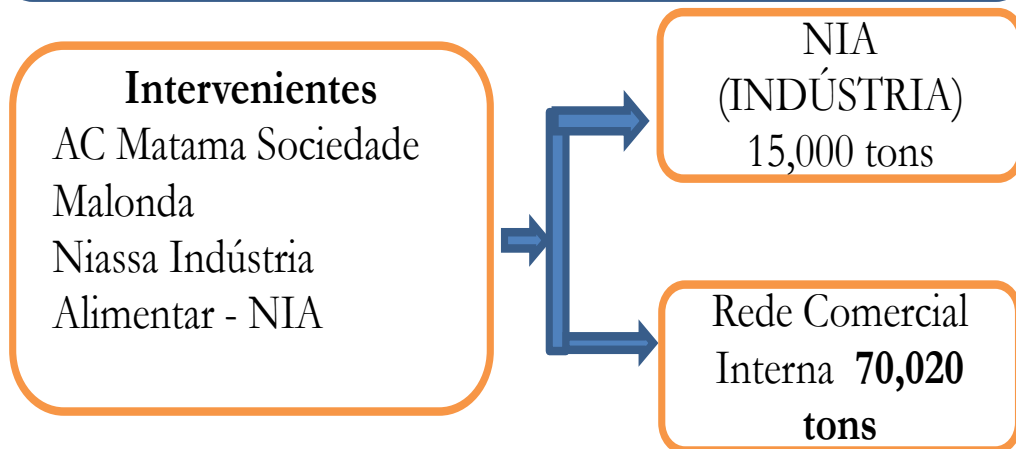 Intervenientes
AC Matama Sociedade
Malonda
Niassa Indústria
Alimentar - NIA
NIA
(INDÚSTRIA)
15,000 tons
Rede Comercial
Interna 70,020
tons